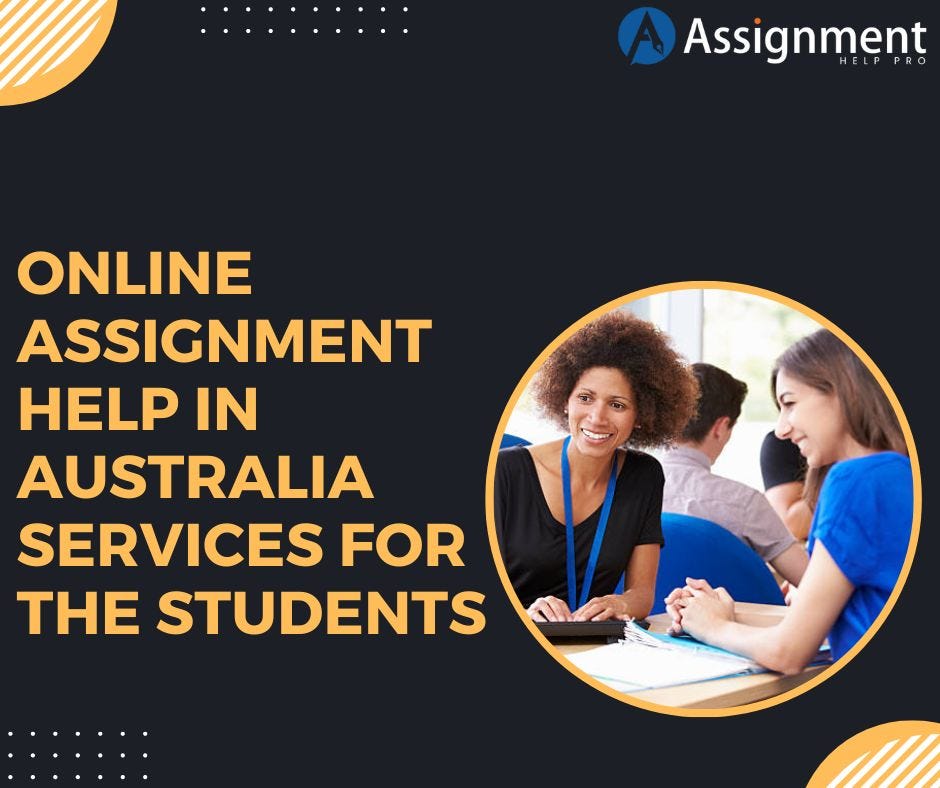 Assignment
HELP PRO
ONLINE
ASSIGNMENT
HELP IN
AUSTRALIA
SERVICES FOR
THE STUDENTS